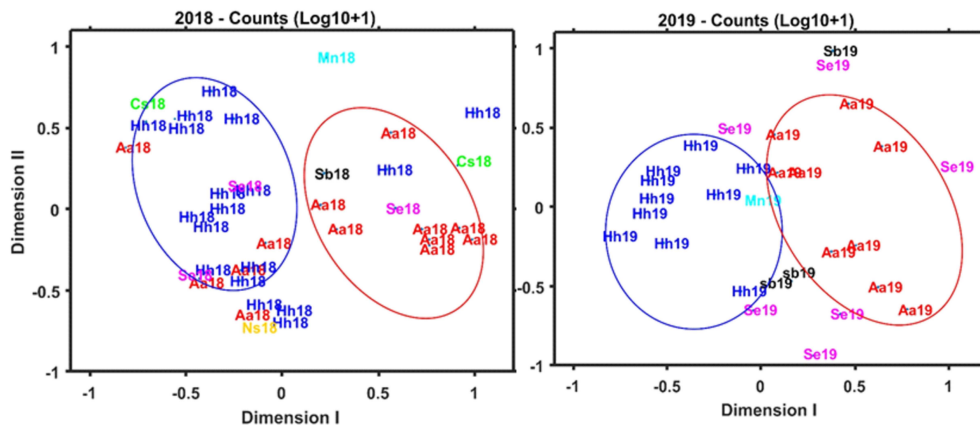 2018 - Counts (Log10+1)
Dimension II
1
0.5
0
-0.5
-1
-1
-0.5
0
0.5
1
Dimension I
Mn18
Cs18
Hh18
Hh18
Hh18
Hh18
Hh18
Hh18
Hh18
Aa18
Aa18
Hh18
Cs18
Sb18
Hh18
Hh18
Se18
Aa18
Hh18
Hh18
Hh18
Aa18
Aa18
Aa18
Aa18
Aa18
Aa18
Aa18
Hh18
Hh18
Aa18
Aa18
Hh18
Hh18
Aa18
Hh18
Hh18
Ns18
2019 - Counts (Log10+1)
1
0.5
0
-0.5
-1
-1
-0.5
0
0.5
1
Dimension I
Sb19
Se19
Aa19
Se19
Aa19
Hh19
Aa19
Hh19
Hh19
Hh19
Aa19
Aa19
Se19
Hh19
Hh19
Mn19
Hh19
Hh19
Hh19
Aa19
Aa19
sb19
sb19
Hh19
Aa19
Se19
Se19
Aa19
Se19